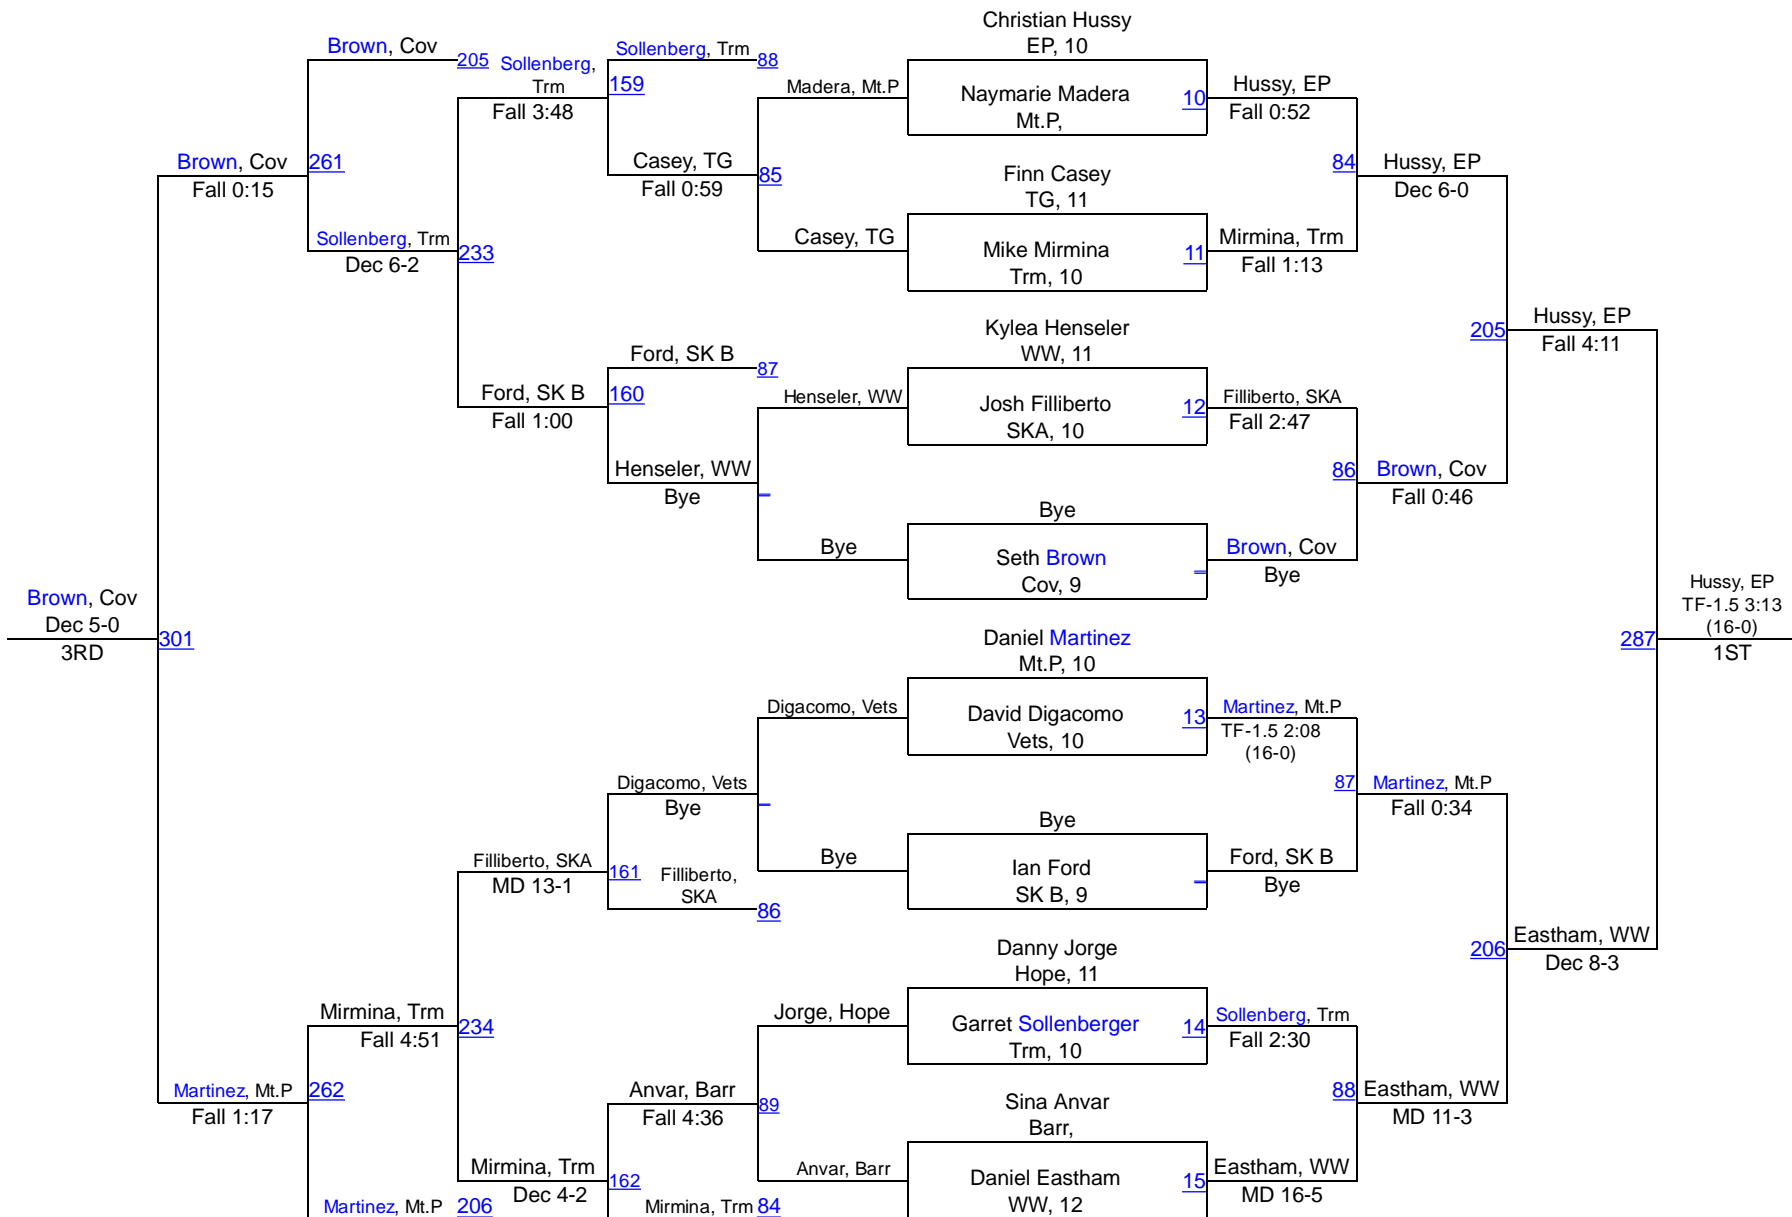 Christian Hussy
EP, 10
Brown, Cov
205
Sollenberg,
Trm
Fall 3:48
Sollenberg, Trm
88
159
Madera, Mt.P
Naymarie Madera
Mt.P,
10
Hussy, EP
Fall 0:52
Brown, Cov
Fall 0:15
261
Casey, TG
Fall 0:59
85
Finn Casey
TG, 11
84
Hussy, EP
Dec 6-0
Sollenberg, Trm
Dec 6-2
233
Casey, TG
Mike Mirmina
Trm, 10
11
Mirmina, Trm
Fall 1:13
Kylea Henseler
WW, 11
205
Hussy, EP
Fall 4:11
Ford, SK B
87
Ford, SK B
Fall 1:00
160
Henseler, WW
Josh Filliberto
SKA, 10
12
Filliberto, SKA
Fall 2:47
Henseler, WW
Bye
86
Brown, Cov
Fall 0:46
Bye
Bye
Seth Brown
Cov, 9
Brown, Cov
Bye
Brown, Cov
Dec 5-0
3RD
301
Daniel Martinez
Mt.P, 10
287
Hussy, EP
TF-1.5 3:13
(16-0)
1ST
Digacomo, Vets
David Digacomo
Vets, 10
13
Martinez, Mt.P
TF-1.5 2:08
(16-0)
Digacomo, Vets
Bye
87
Martinez, Mt.P
Fall 0:34
Bye
Bye
Ian Ford
SK B, 9
Ford, SK B
Bye
Filliberto, SKA
MD 13-1
161
Filliberto,
SKA
86
Danny Jorge
Hope, 11
206
Eastham, WW
Dec 8-3
Mirmina, Trm
Fall 4:51
234
Jorge, Hope
Garret Sollenberger
Trm, 10
14
Sollenberg, Trm
Fall 2:30
Martinez, Mt.P
Fall 1:17
262
Anvar, Barr
Fall 4:36
89
Sina Anvar
Barr,
88
Eastham, WW
MD 11-3
Mirmina, Trm
Dec 4-2
162
Anvar, Barr
Daniel Eastham
WW, 12
15
Eastham, WW
MD 16-5
Martinez, Mt.P
206
Mirmina, Trm
84